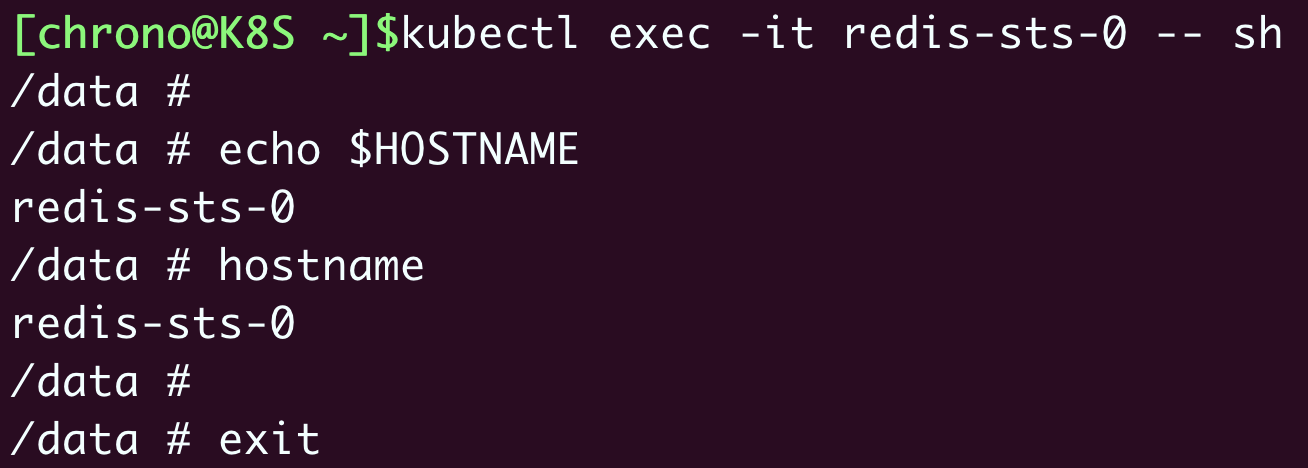 [chrono@K8S ~]$kubectl exec -it redis-sts-0 -- sh
/data #
/data # echo $HOSTNAME
redis-sts-0
/data # hostname
redis-sts-0
/data #
/data # exit